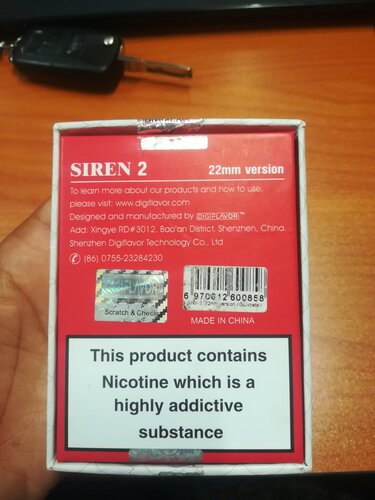 SIREN 2
22mm version
To learn more about our products and how to use,
please visit: www.digiflavor.com
Designed and manufactured by DIGIFLAVOR™
Add: Xingye RD#3012, Bao'an District, Shenzhen, China.
Shenzhen Digiflavor Technology Co., Ltd
(86) 0755-23284230
Scratch & Check
6 970012 600858
MADE IN CHINA
This product contains
Nicotine which is a
highly addictive
substance